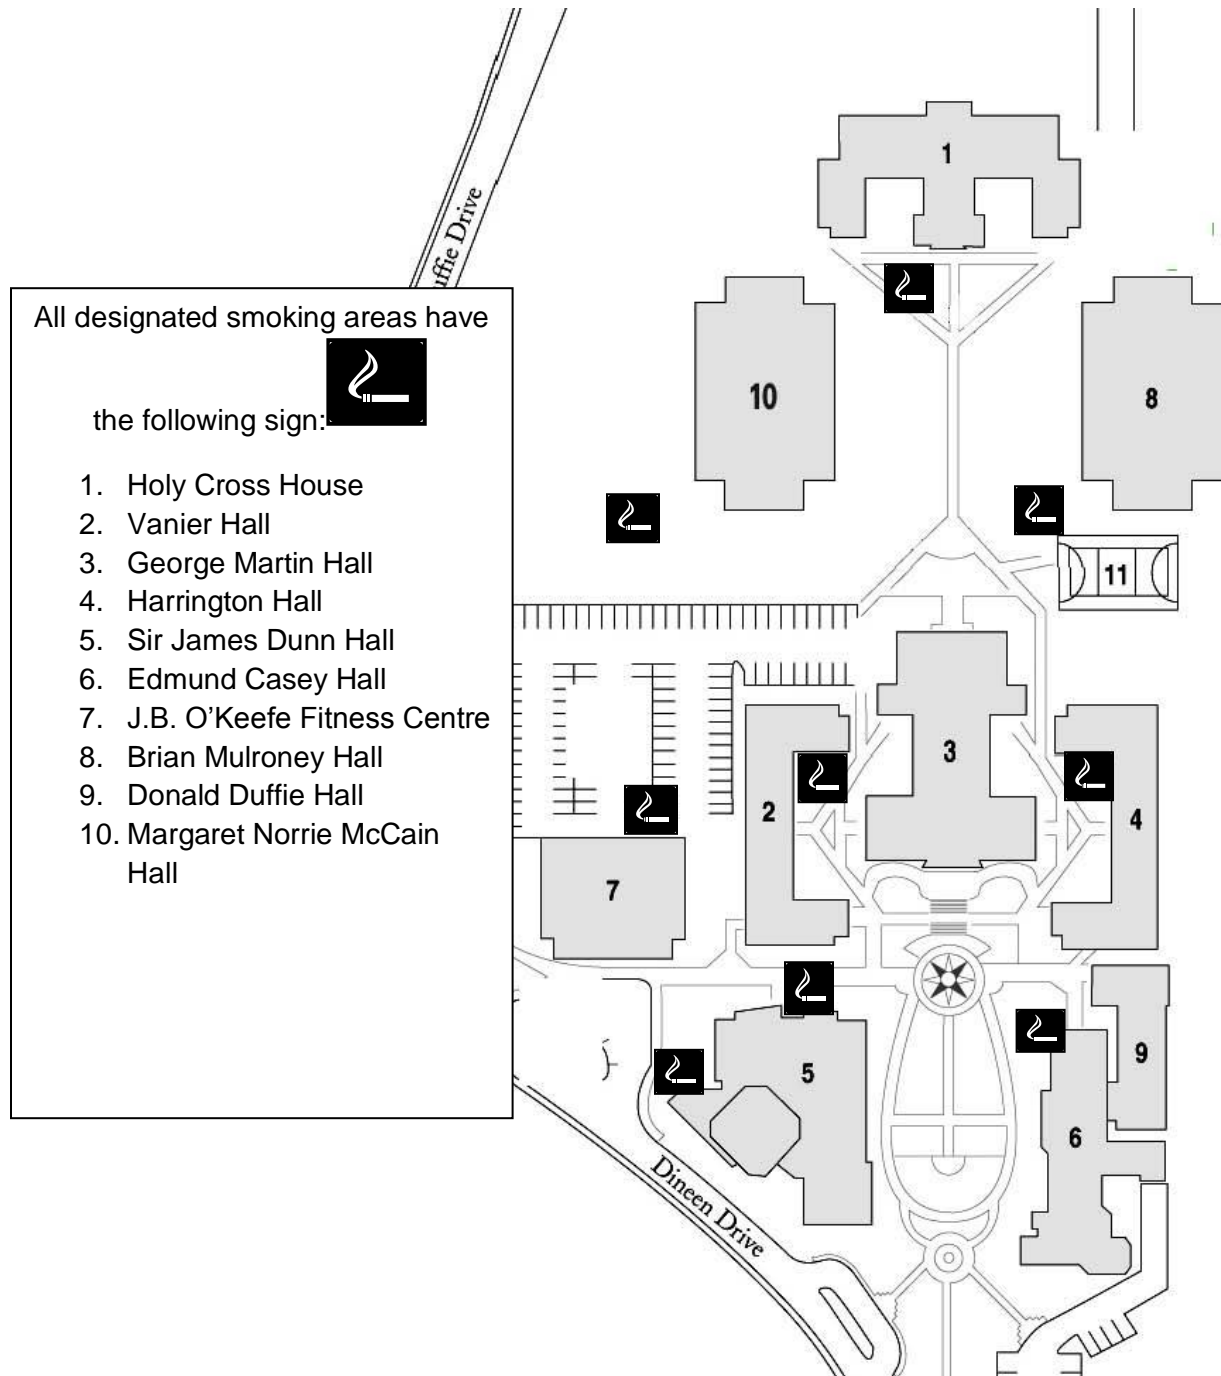 All designated smoking areas have
the following sign:
1. Holy Cross House
2. Vanier Hall
3. George Martin Hall
4. Harrington Hall
5. Sir James Dunn Hall
6. Edmund Casey Hall
7. J.B. O'Keefe Fitness Centre
8. Brian Mulroney Hall
9. Donald Duffie Hall
10. Margaret Norrie McCain
Hall
uffie Drive
1
10
8
11
3
2
4
7
5
9
6
Dineen Drive